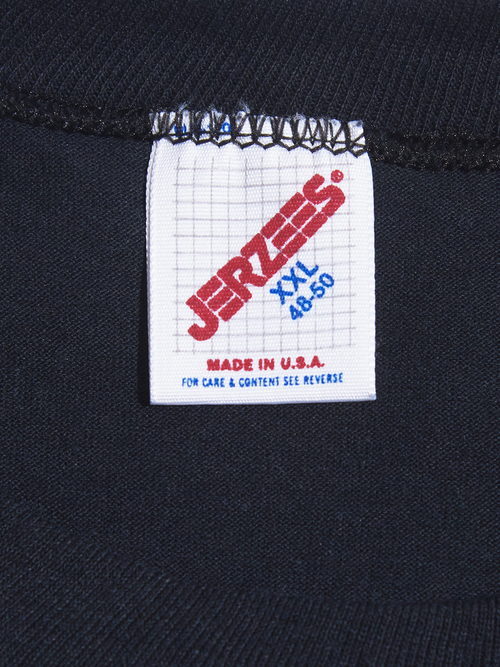 JERZEES®
XXL
48-50
MADE IN U.S.A.
FOR CARE & CONTENT SEE REVERSE